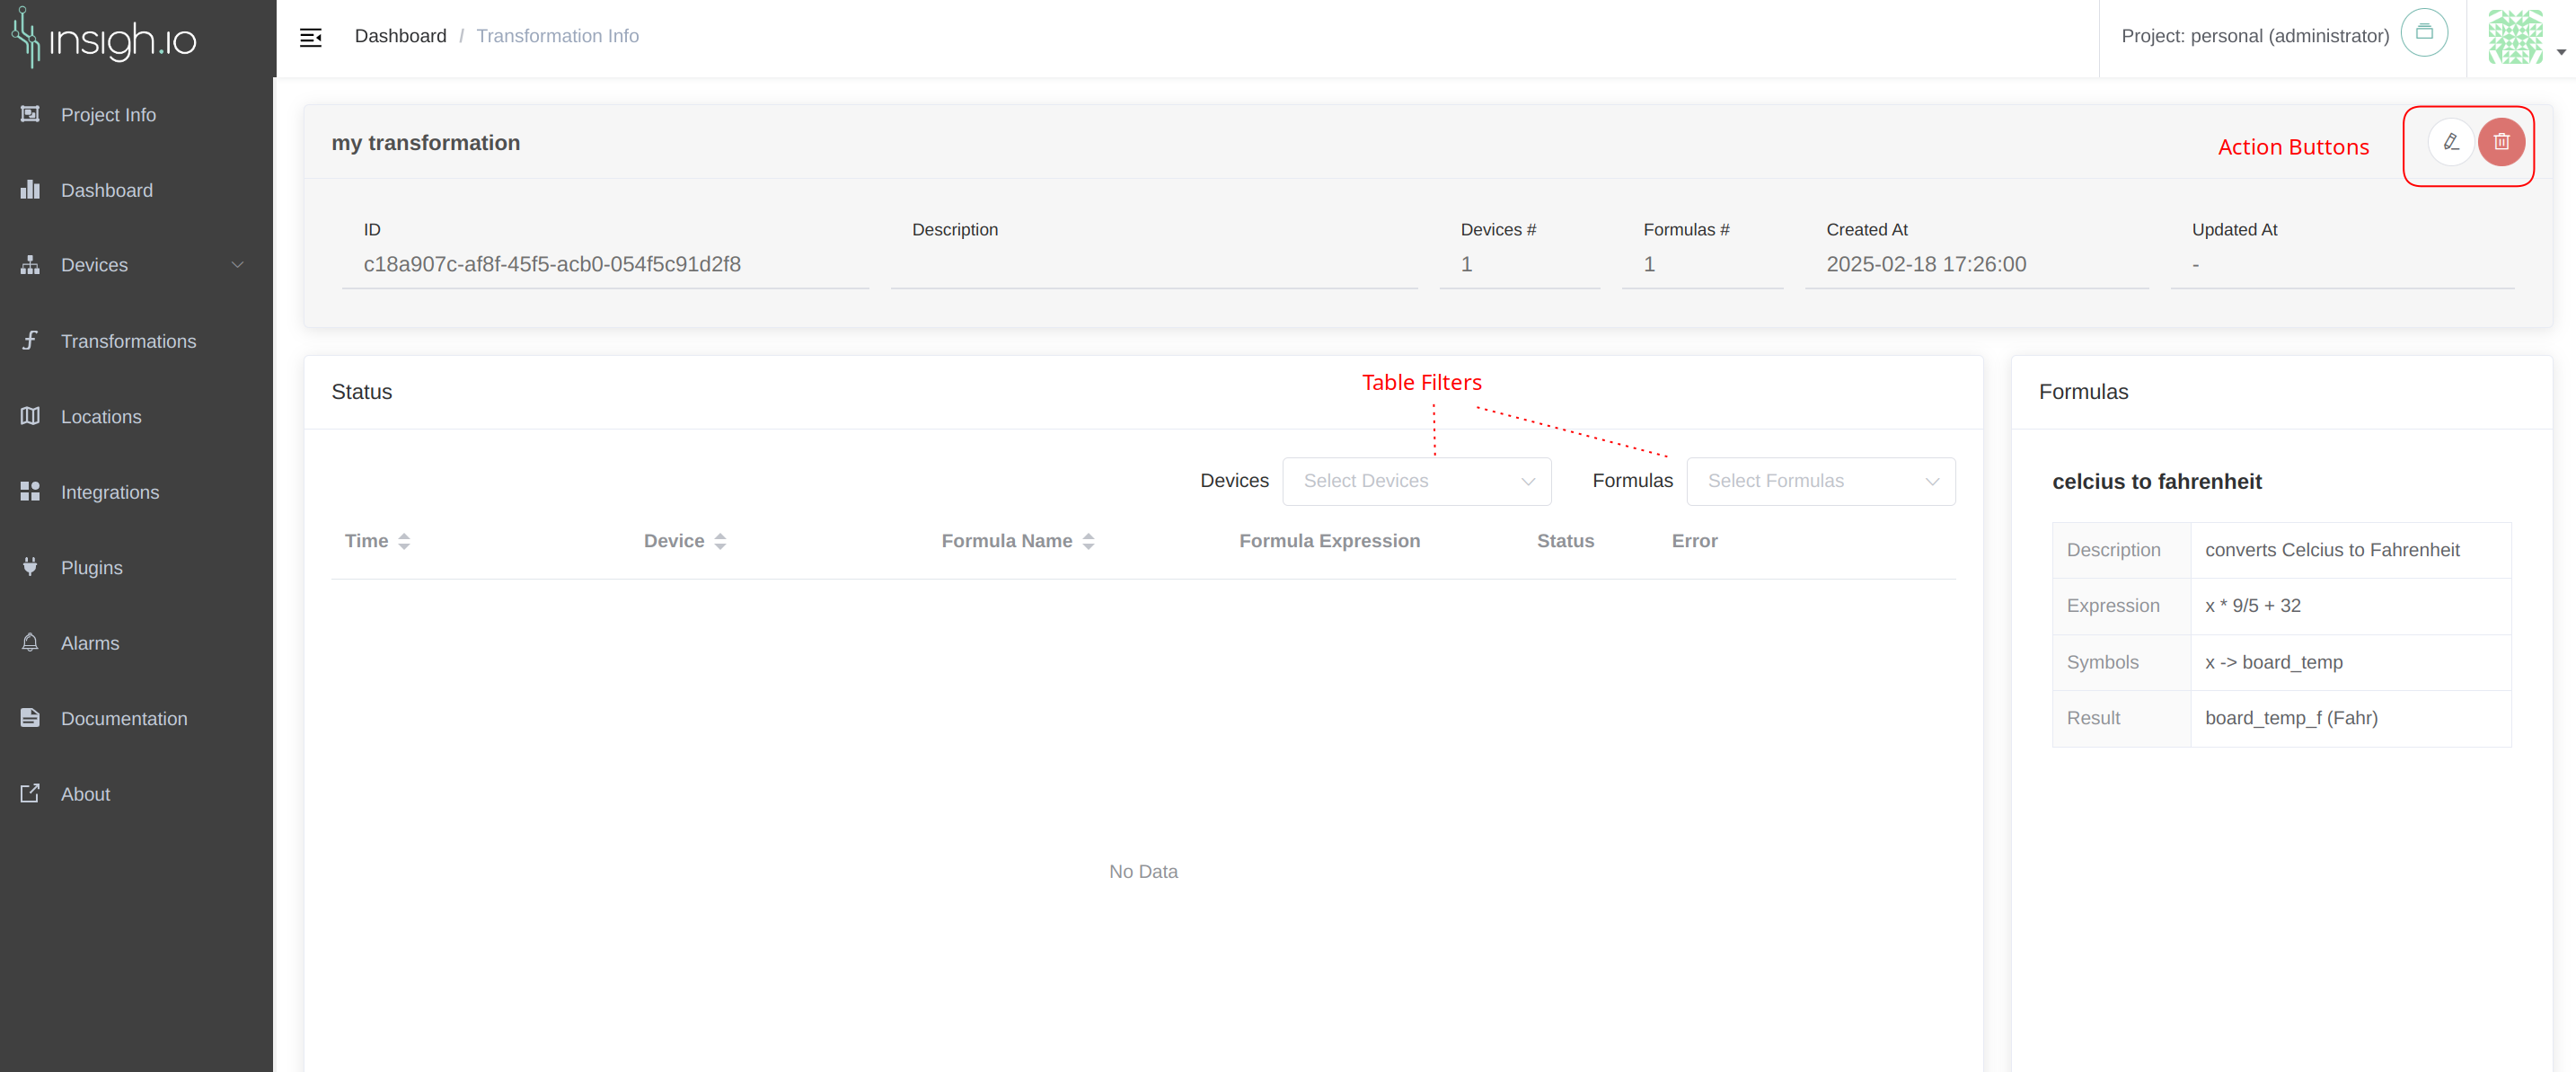 insigh.io
Dashboard / Transformation Info
Project: personal (administrator)
Project Info
Dashboard
Devices
Transformations
Locations
Integrations
Plugins
Alarms
Documentation
About
my transformation
Action Buttons
ID
Description
Devices #
Formulas #
Created At
Updated At
c18a907c-af8f-45f5-acb0-054f5c91d2f8
1
1
2025-02-18 17:26:00
-
Status
Table Filters
Devices
Select Devices
Formulas
Select Formulas
Time
Device
Formula Name
Formula Expression
Status
Error
No Data
Formulas
celcius to fahrenheit
Description
converts Celcius to Fahrenheit
Expression
x * 9/5 + 32
Symbols
x -> board_temp
Result
board_temp_f (Fahr)